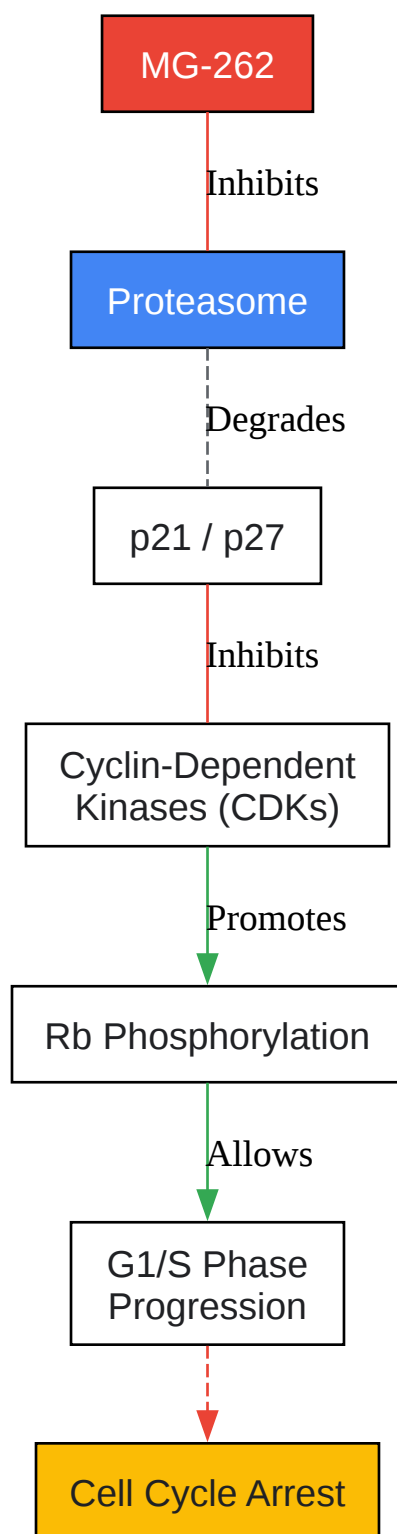 MG-262
Inhibits
Proteasome
Degrades
p21 / p27
Inhibits
Cyclin-Dependent
Kinases (CDKs)
Promotes
Rb Phosphorylation
Allows
G1/S Phase
Progression
Cell Cycle Arrest